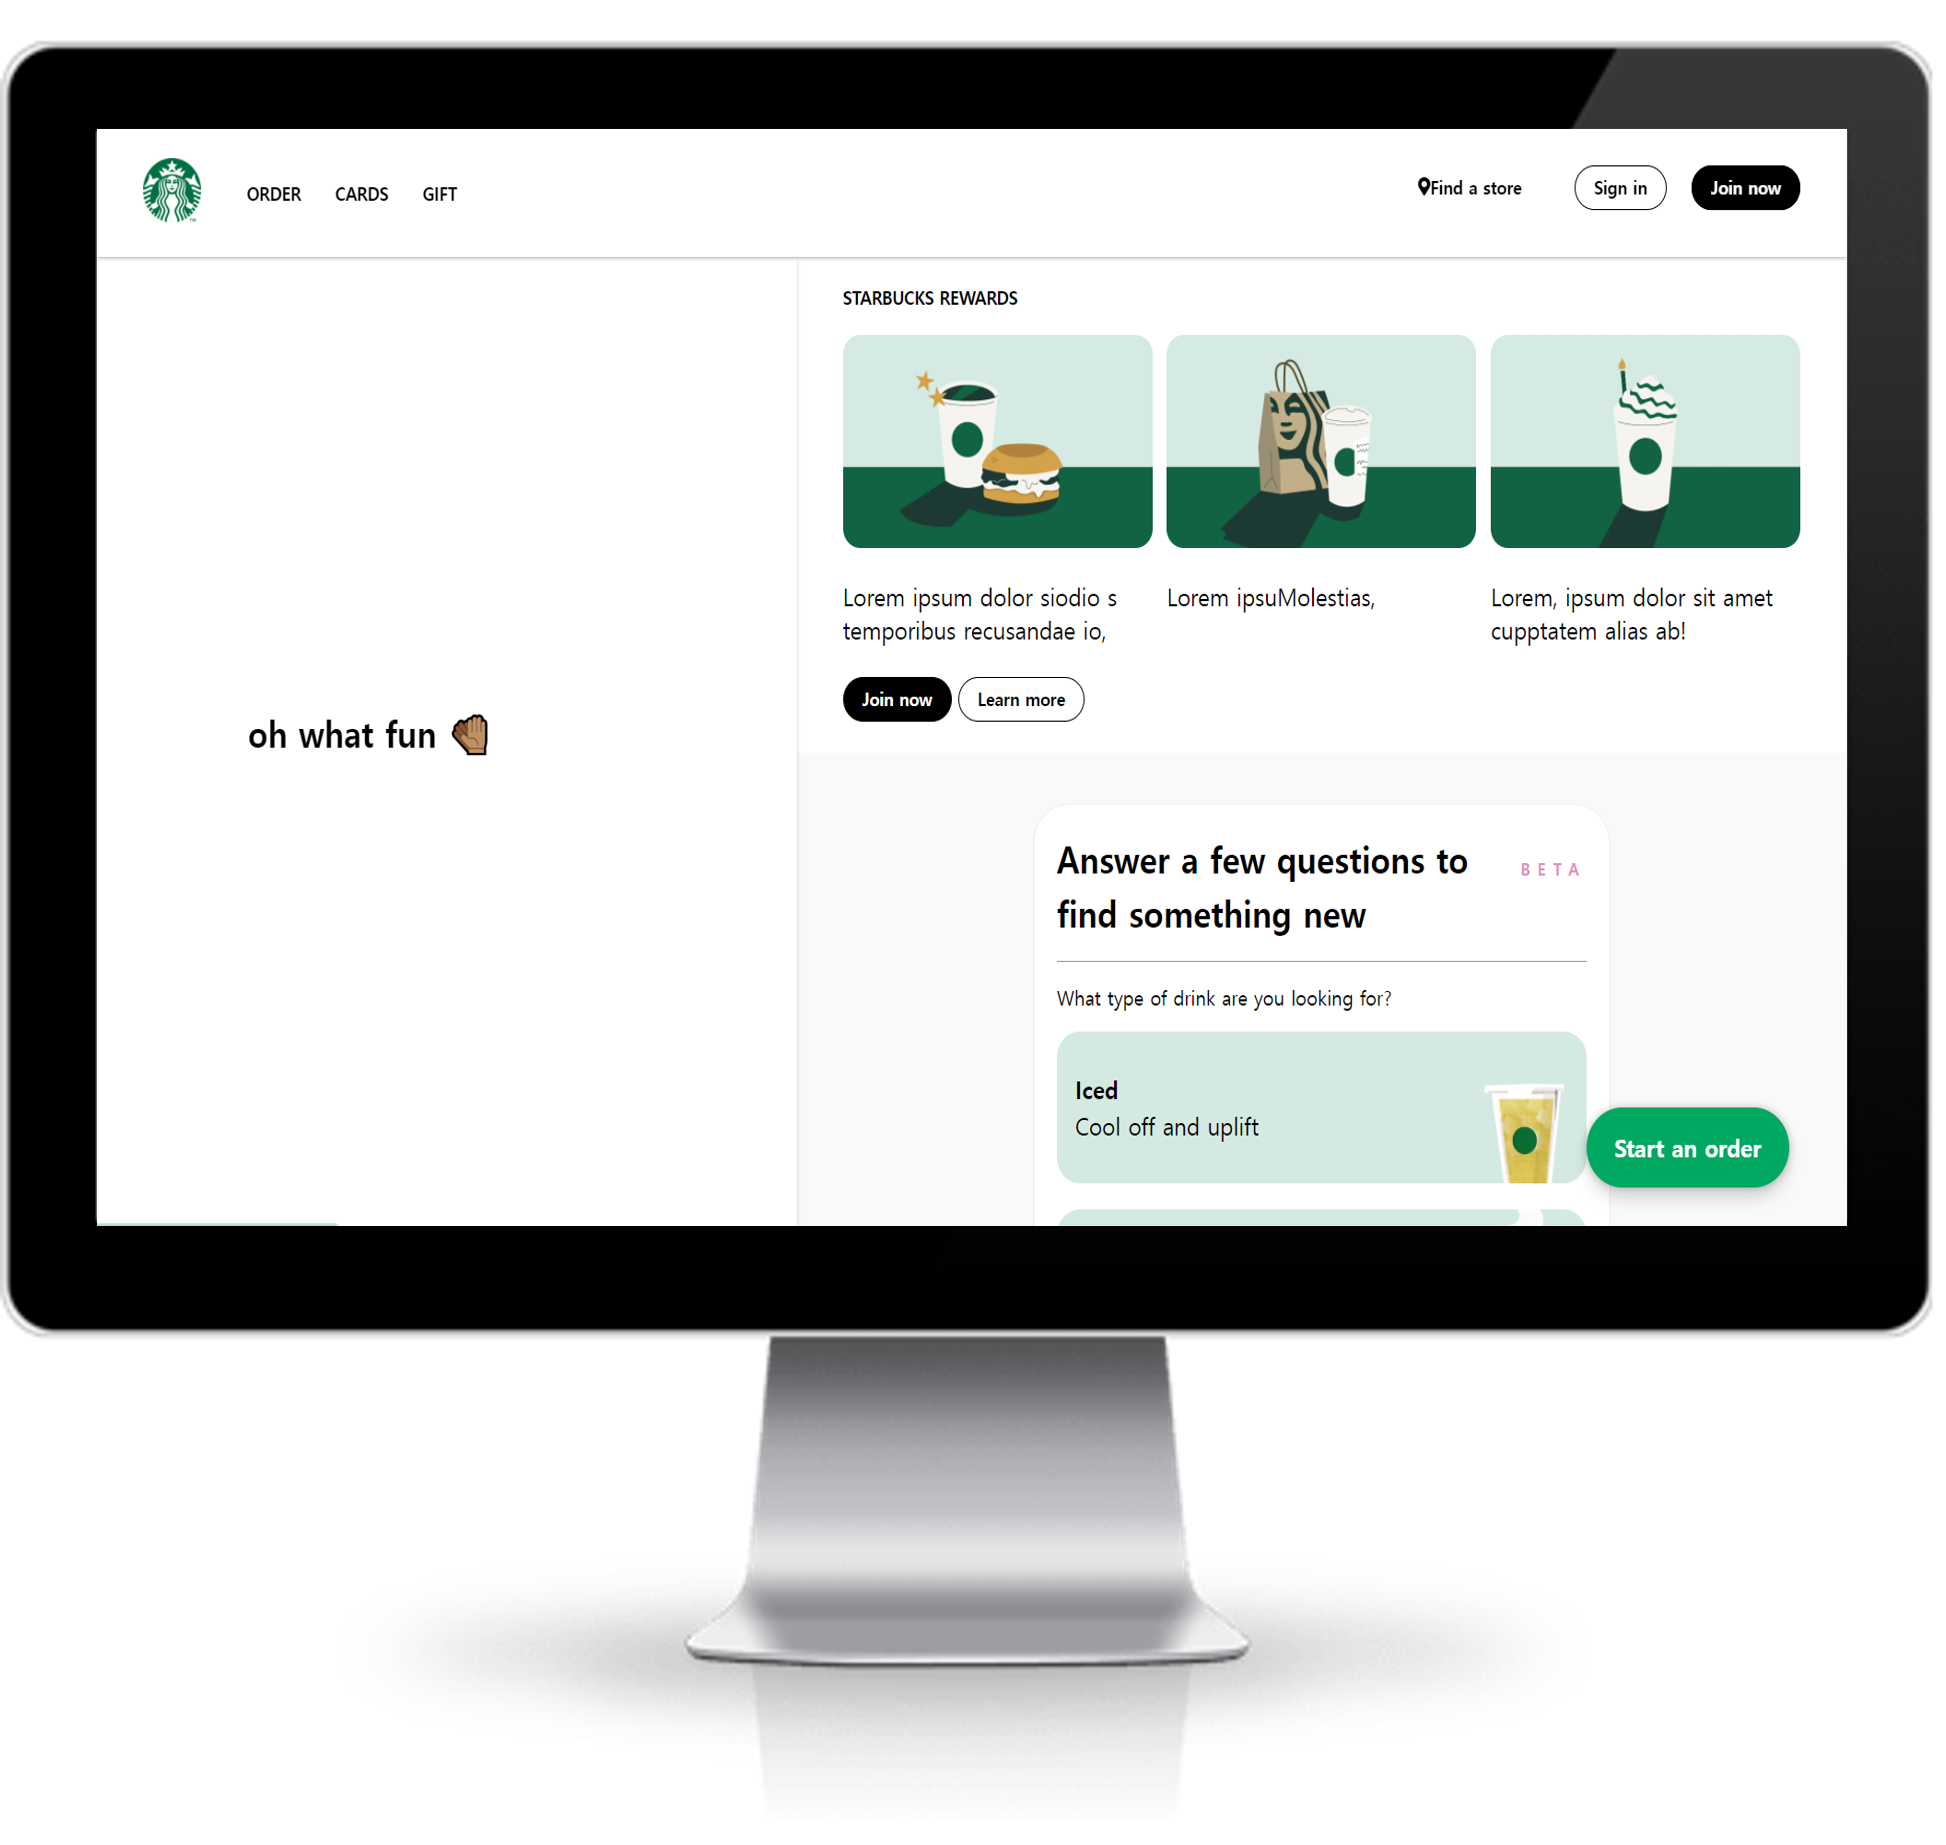 ORDER CARDS GIFT
Find a store
Sign in
Join now
oh what fun
STARBUCKS REWARDS
Lorem ipsum dolor siodio s
temporibus recusandae io,
Lorem ipsuMolestias,
Lorem, ipsum dolor sit amet
cupptatem alias ab!
Join now
Learn more
Answer a few questions to
find something new
BETA
What type of drink are you looking for?
Iced
Cool off and uplift
Start an order